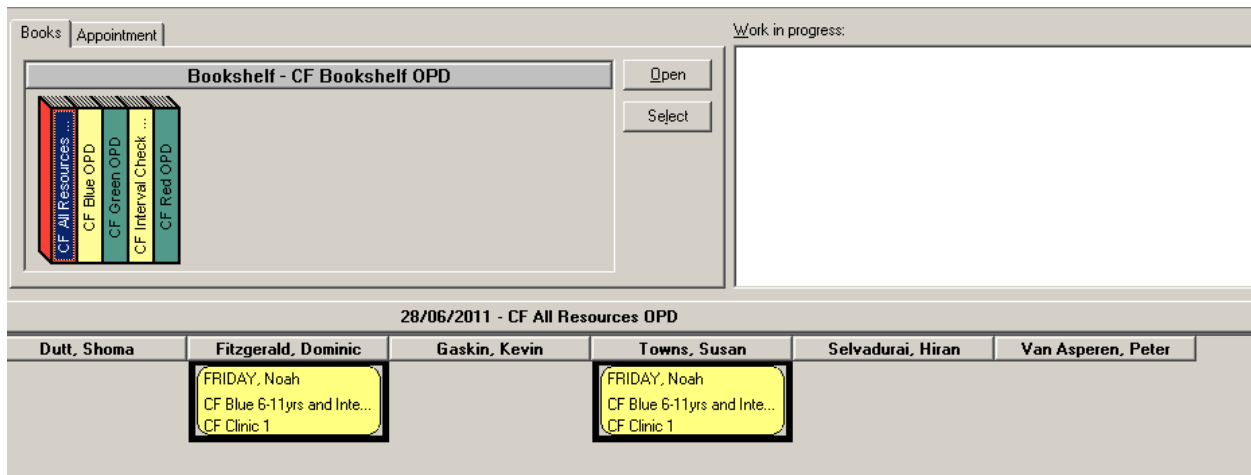 Books Appointment
Work in progress:
Bookshelf - CF Bookshelf OPD
Open
Select
CF All Resources ...
CF Blue OPD
CF Green OPD
CF Interval Check ...
CF Red OPD
28/06/2011 - CF All Resources OPD
Dutt, Shoma Fitzgerald, Dominic Gaskin, Kevin Towns, Susan Selvadurai, Hiran Van Asperen, Peter
FRIDAY, Noah
CF Blue 6-11yrs and Inte...
CF Clinic 1
FRIDAY, Noah
CF Blue 6-11yrs and Inte...
CF Clinic 1